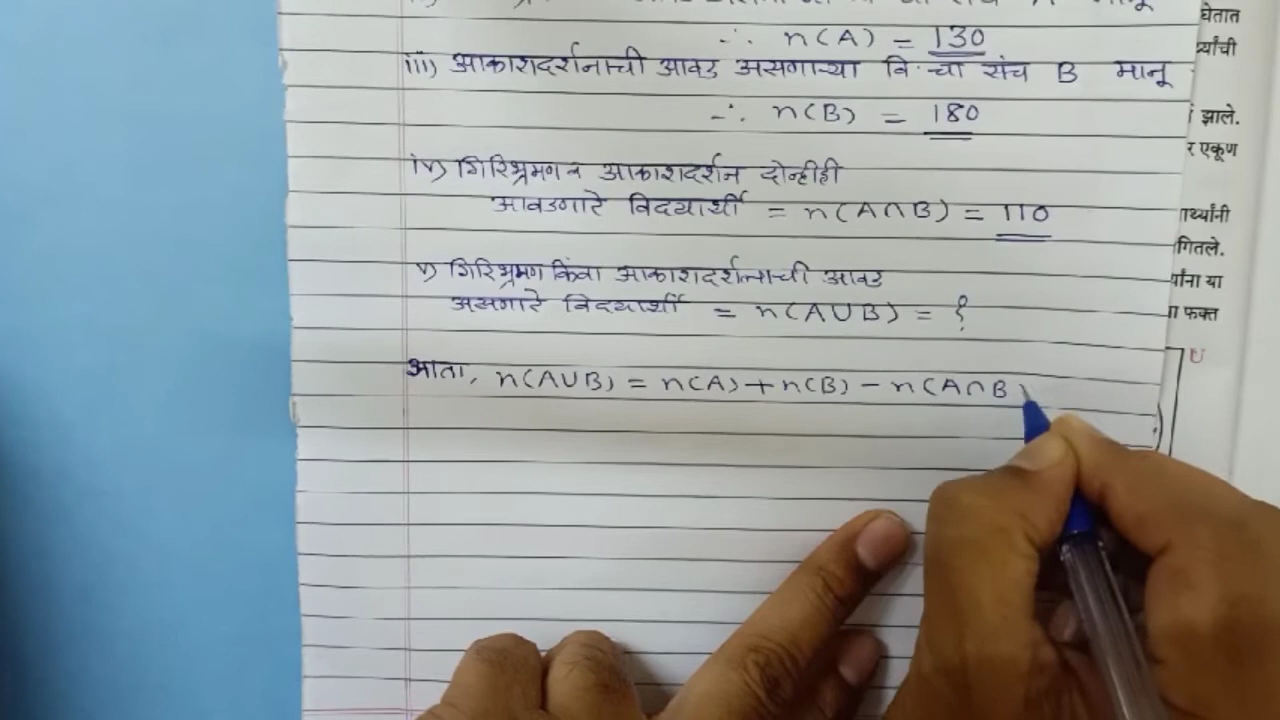 ∴ n(A) = 130
iii) आकाशदर्शनाची आवड असणाऱ्या वि.चा संच B मानू
∴ n(B) = 180
iv) गिरिभ्रमण व आकाशदर्शन दोन्हीही
आवडणारे विद्यार्थी = n(A∩B) = 110
v) गिरिभ्रमण किंवा आकाशदर्शनाची आवड
असणारे विद्यार्थी = n(A∪B) = ?
आता, n(A∪B) = n(A) + n(B) - n(A∩B)
घेतात
झाले.
र एकूण
गितले.
ा फक्त
U